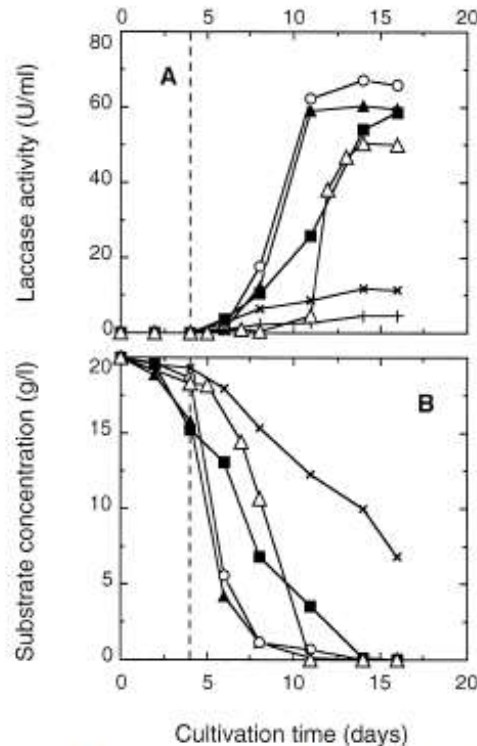 0 5 10 15 20
80
60
40
20
0
A
Laccase activity (U/ml)
20
15
10
5
0
B
Substrate concentration (g/l)
0 5 10 15 20
Cultivation time (days)